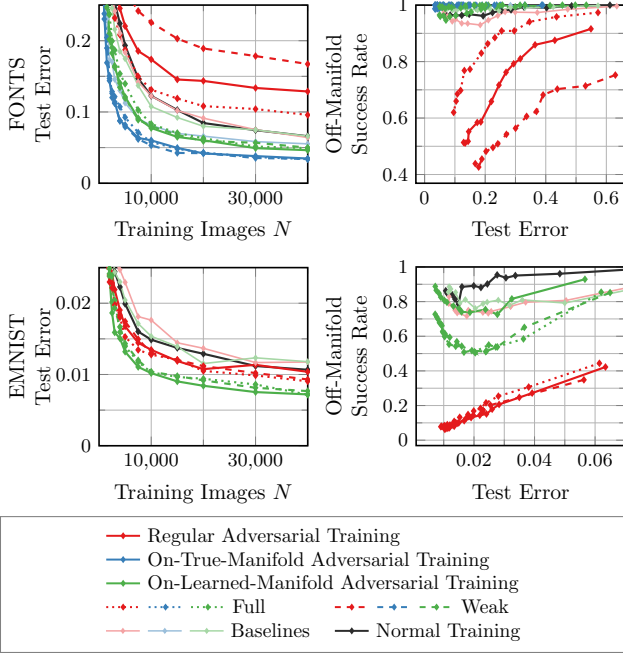 0.2
0.1
0
10,000
30,000
Training Images N
FONTS
Test Error
1
0.8
0.6
0.4
0
0.2
0.4
0.6
Test Error
Off-Manifold
Success Rate
0.02
0.01
0
10,000
30,000
Training Images N
EMNIST
Test Error
1
0.8
0.6
0.4
0.2
0
0.02
0.04
0.06
Test Error
Off-Manifold
Success Rate
Regular Adversarial Training
On-True-Manifold Adversarial Training
On-Learned-Manifold Adversarial Training
Full
Weak
Baselines
Normal Training